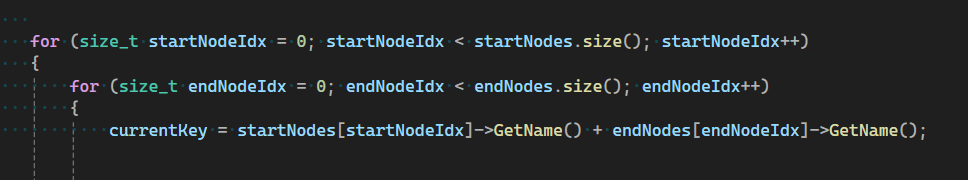 for (size_t startNodeIdx = 0; startNodeIdx < startNodes.size(); startNodeIdx++)
{
for (size_t endNodeIdx = 0; endNodeIdx < endNodes.size(); endNodeIdx++)
{
currentKey = startNodes[startNodeIdx]->GetName() + endNodes[endNodeIdx]->GetName();